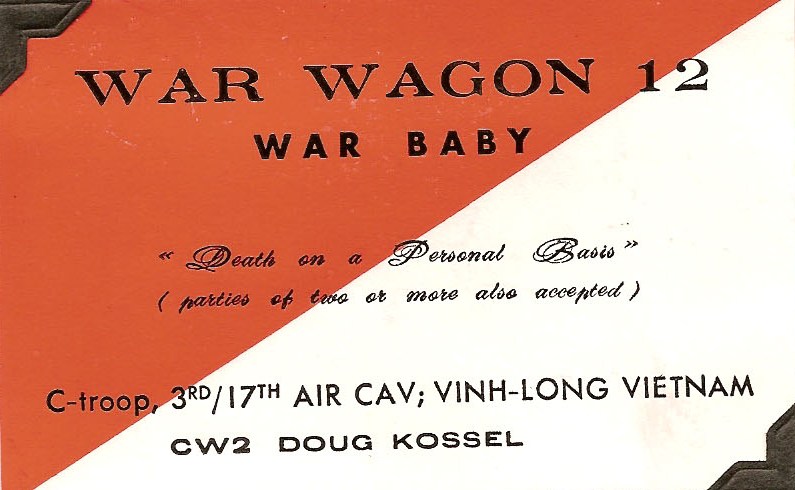 WAR WAGON 12
WAR BABY
" Death on a Personal Basis "
( parties of two or more also accepted )
C-troop, 3RD/17TH AIR CAV; VINH-LONG VIETNAM
CW2 DOUG KOSSEL